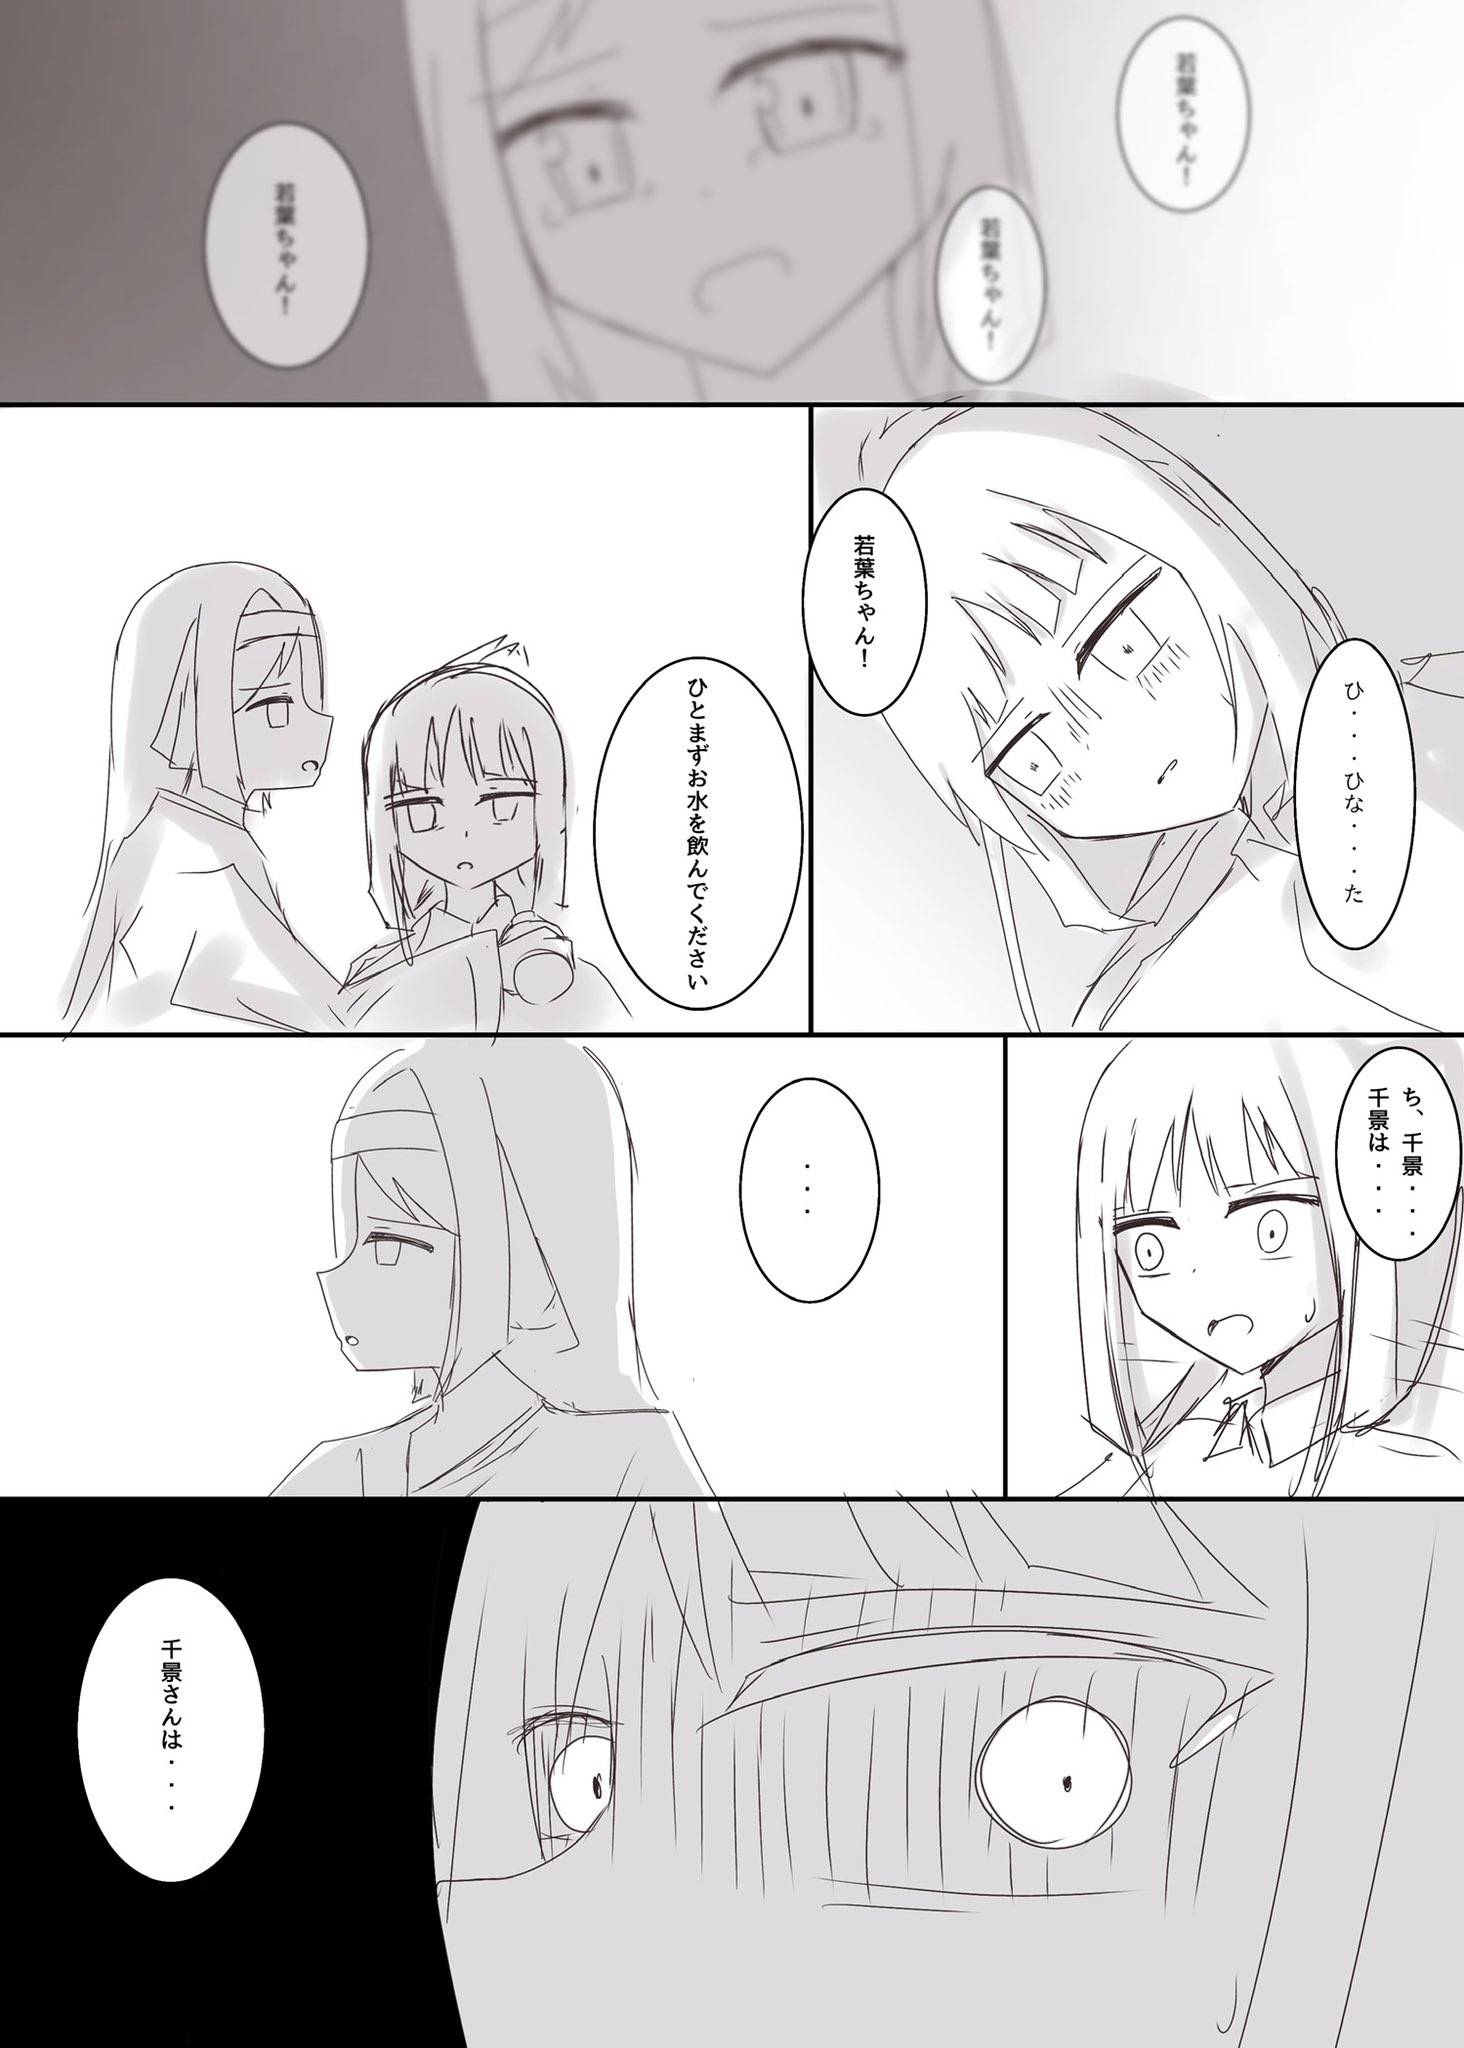 若葉ちゃん!
若葉ちゃん!
若葉ちゃん!
ひ・・・ひな・・・た
若葉ちゃん!
ひとまずお水を飲んでください
ち、千景・・・
千景は・・・
・・・
千景さんは・・・